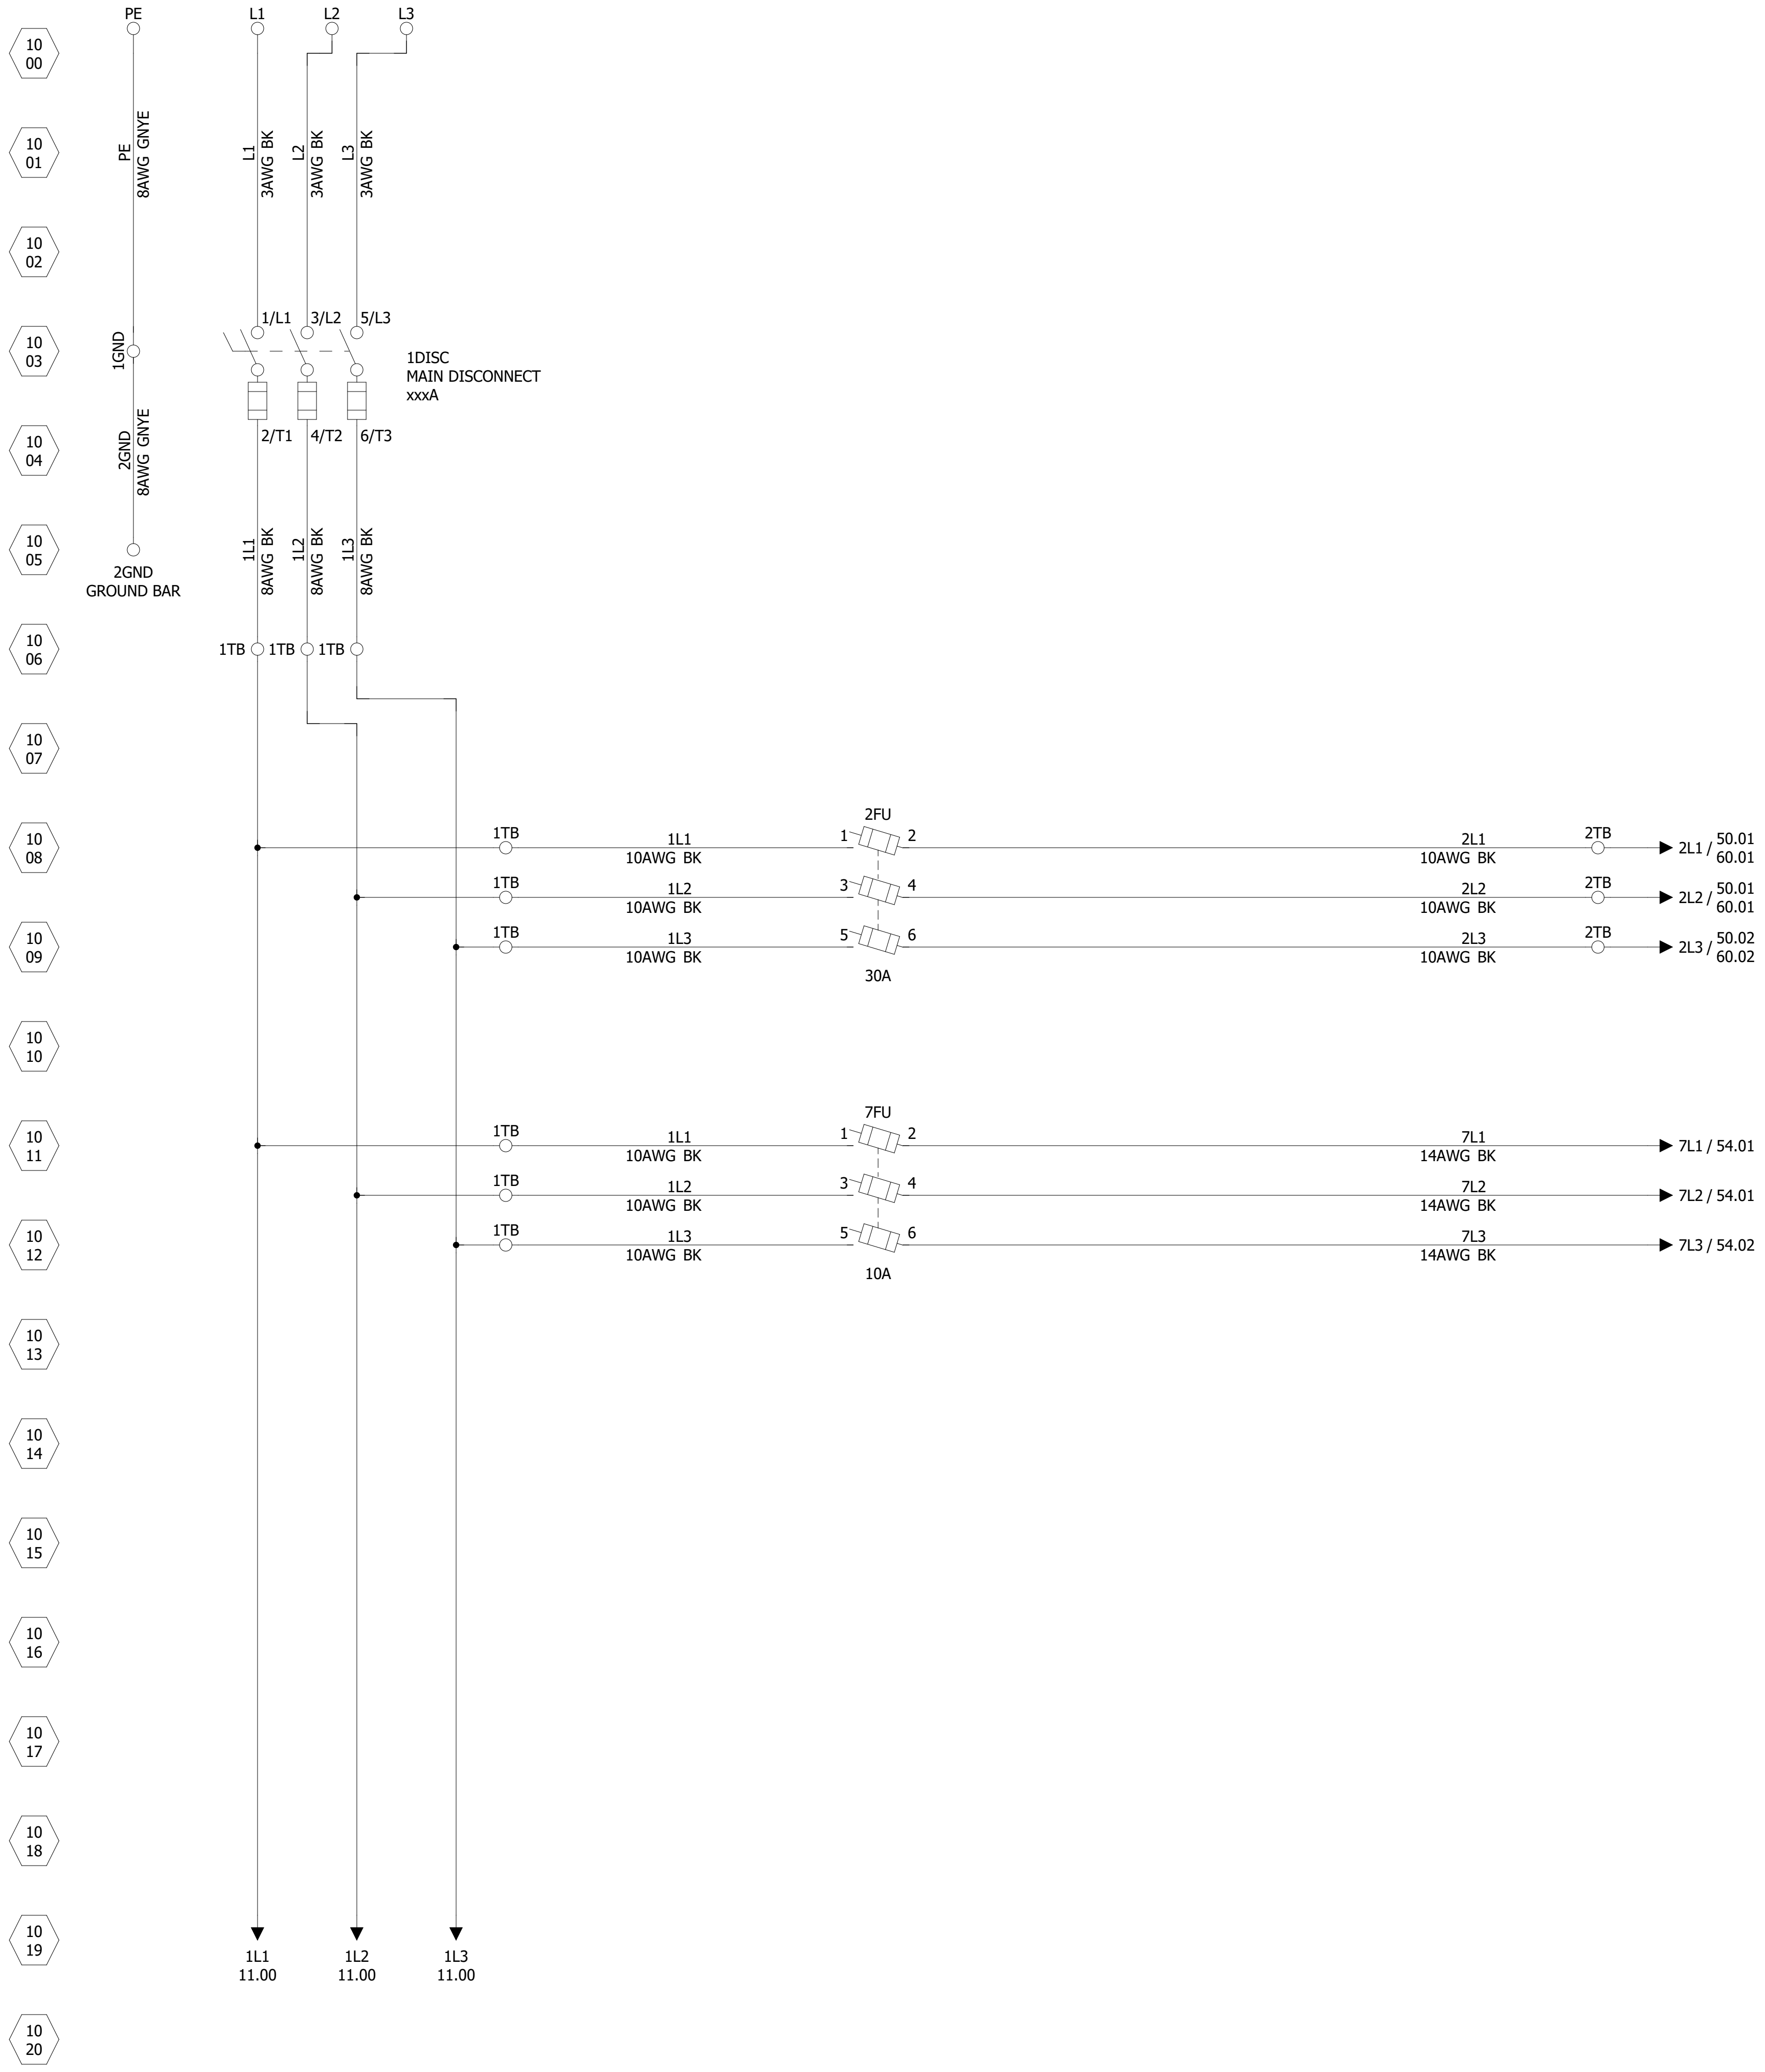 PE
L1
L2
L3
10
00
10
01
PE
8AWG GNYE
L1
3AWG BK
L2
3AWG BK
L3
3AWG BK
10
02
10
03
1GND
1/L1
3/L2
5/L3
1DISC
MAIN DISCONNECT
xxxA
10
04
2GND
8AWG GNYE
2/T1
4/T2
6/T3
10
05
2GND
GROUND BAR
1L1
8AWG BK
1L2
8AWG BK
1L3
8AWG BK
10
06
1TB
1TB
1TB
10
07
10
08
2FU
1TB
1L1
10AWG BK
1
2
2L1
10AWG BK
2TB
2L1 /
50.01
60.01
1TB
1L2
10AWG BK
3
4
2L2
10AWG BK
2TB
2L2 /
50.01
60.01
10
09
1TB
1L3
10AWG BK
5
6
2L3
10AWG BK
2TB
2L3 /
50.02
60.02
30A
10
10
10
11
7FU
1TB
1L1
10AWG BK
1
2
7L1
14AWG BK
7L1 / 54.01
1TB
1L2
10AWG BK
3
4
7L2
14AWG BK
7L2 / 54.01
10
12
1TB
1L3
10AWG BK
5
6
7L3
14AWG BK
7L3 / 54.02
10A
10
13
10
14
10
15
10
16
10
17
10
18
10
19
1L1
11.00
1L2
11.00
1L3
11.00
10
20